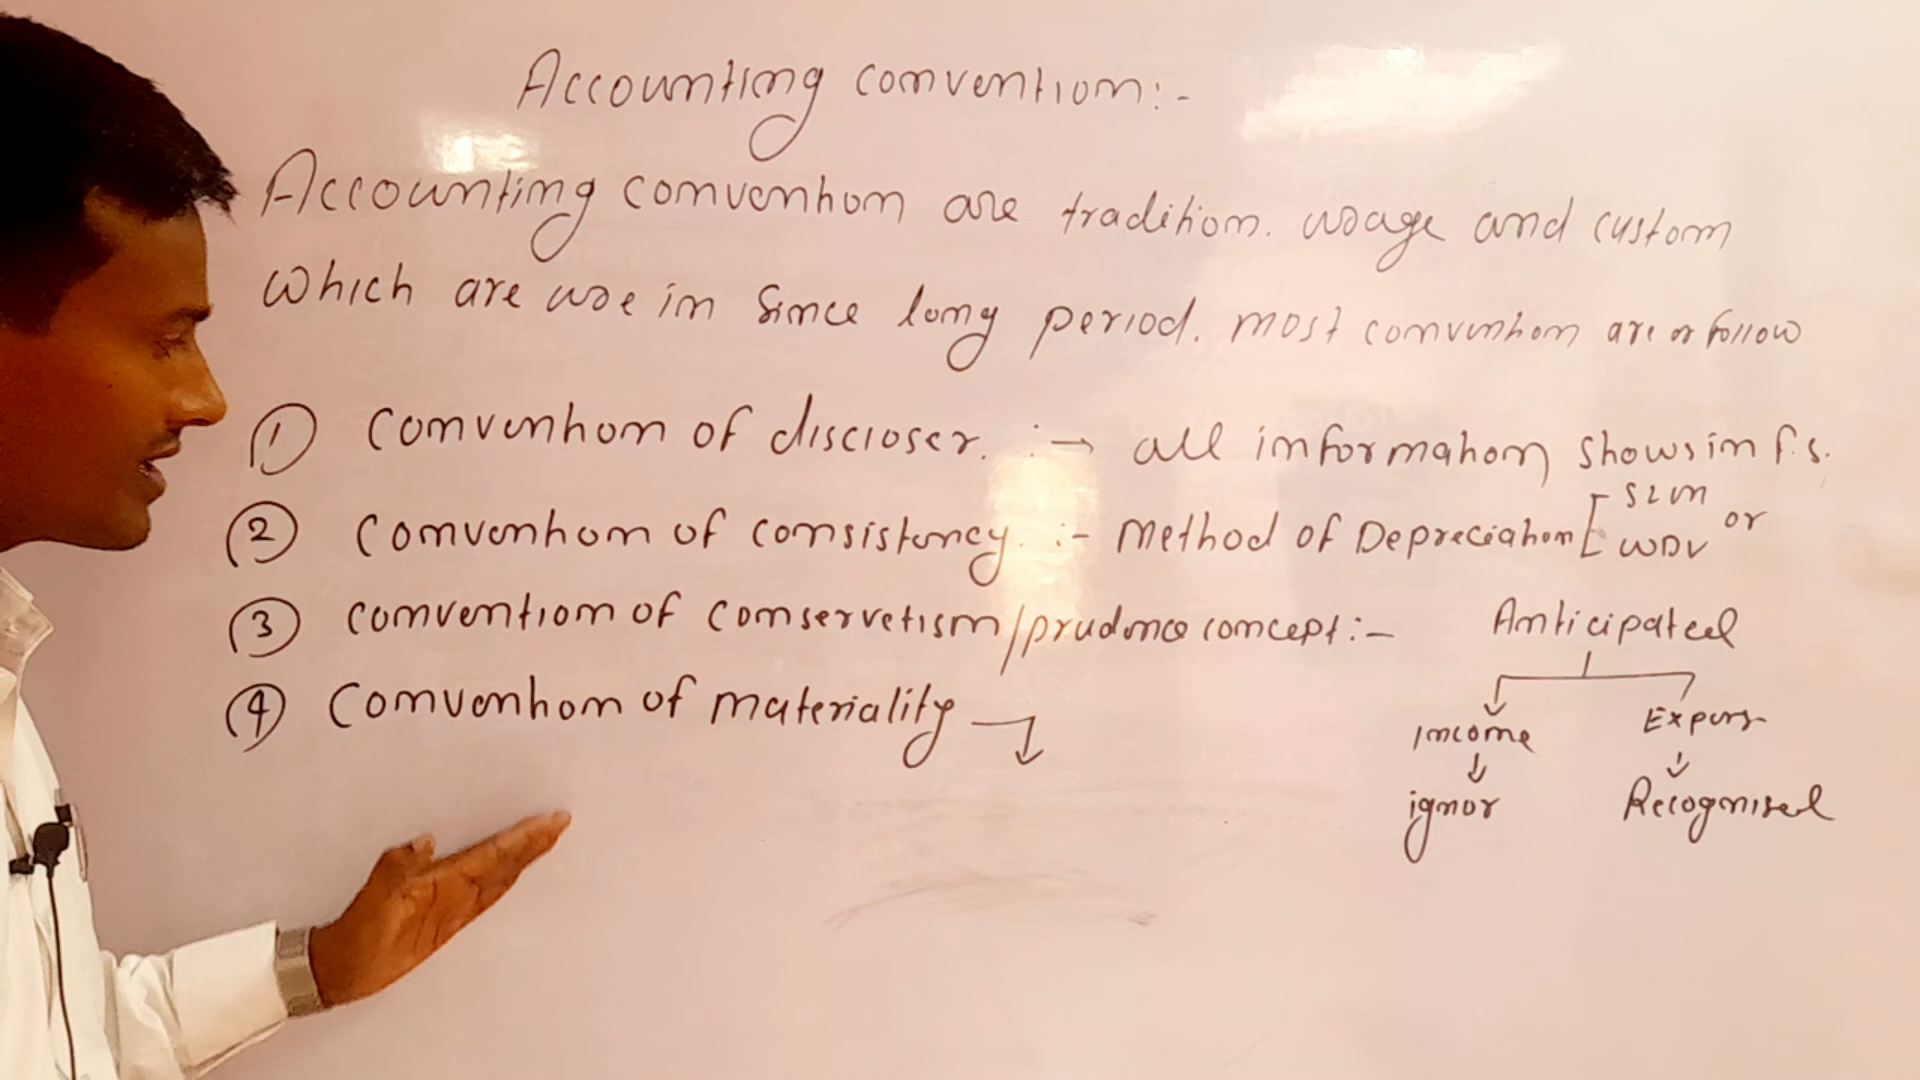 Accounting convention:-
Accounting convention are tradition. usage and custom
which are use in since long period. most convention are as follow
① convention of discloser. :→ all information shows in f.s.
② convention of consistency :- Method of Depreciation [SLM or WDV
③ convention of conservetism/prudence concept:- Anticipated
Income Expens
ignor Recognised
④ convention of materiality